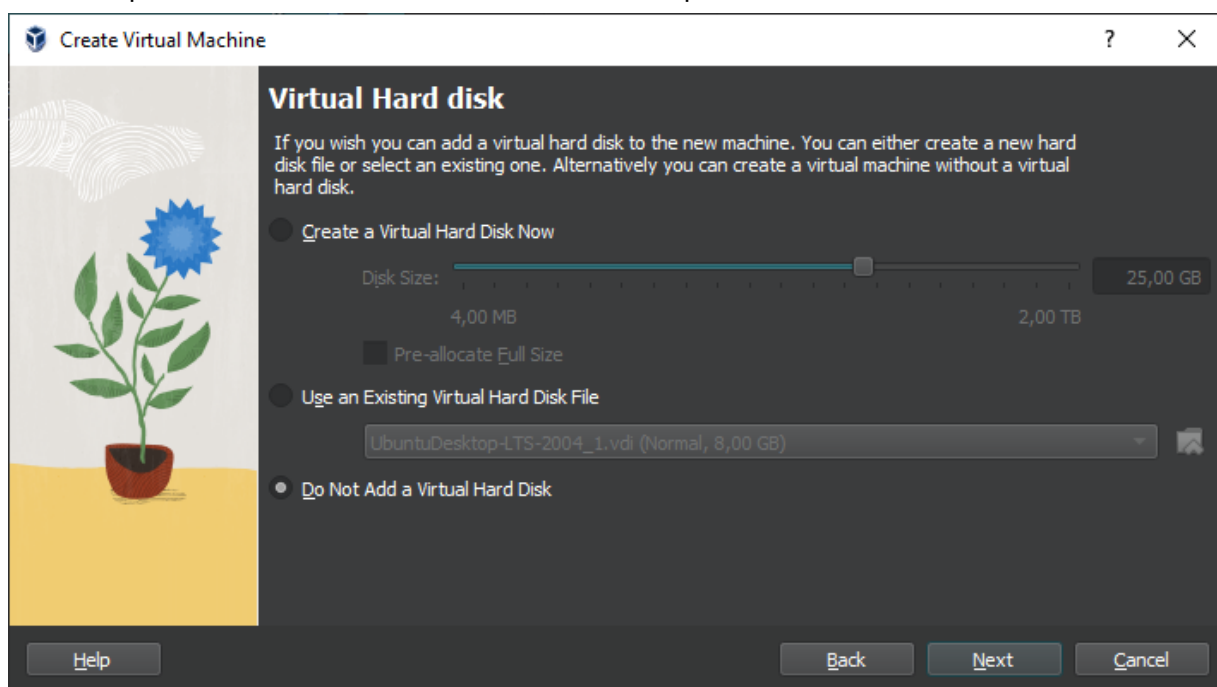 Create Virtual Machine
?
Virtual Hard disk
If you wish you can add a virtual hard disk to the new machine. You can either create a new hard
disk file or select an existing one. Alternatively you can create a virtual machine without a virtual
hard disk.
Create a Virtual Hard Disk Now
Disk Size:
25,00 GB
4,00 MB
2,00 TB
Pre-allocate Full Size
Use an Existing Virtual Hard Disk File
UbuntuDesktop-LTS-2004_1.vdi (Normal, 8,00 GB)
Do Not Add a Virtual Hard Disk
Help
Back
Next
Cancel